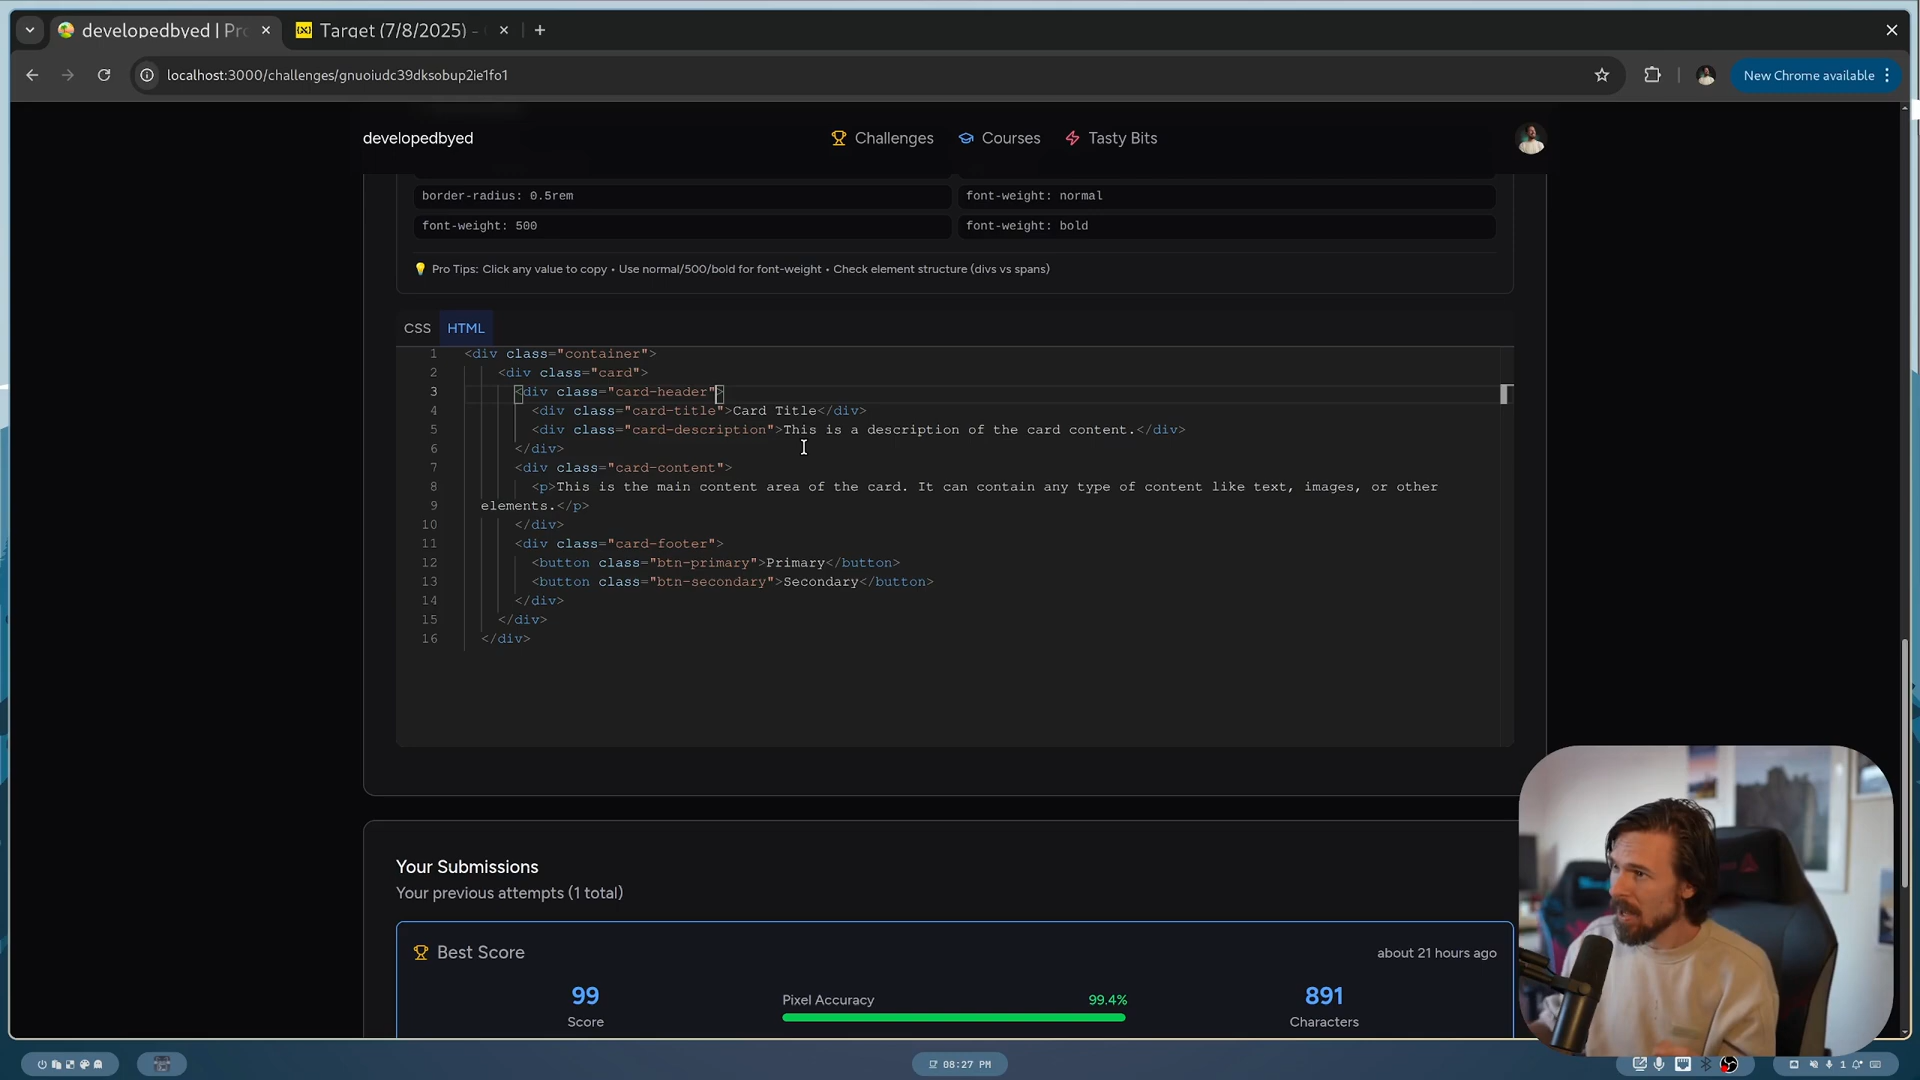 developedbyed | Pr
Target (7/8/2025) -
localhost:3000/challenges/gnuoiudc39dksobup2ie1fo1
New Chrome available
developedbyed
Challenges
Courses
Tasty Bits
border-radius: 0.5rem
font-weight: normal
font-weight: 500
font-weight: bold
💡 Pro Tips: Click any value to copy • Use normal/500/bold for font-weight • Check element structure (divs vs spans)
CSS HTML
1 <div class="container">
2 <div class="card">
3 <div class="card-header">
4 <div class="card-title">Card Title</div>
5 <div class="card-description">This is a description of the card content.</div>
6 </div>
7 <div class="card-content">
8 <p>This is the main content area of the card. It can contain any type of content like text, images, or other
9 elements.</p>
10 </div>
11 <div class="card-footer">
12 <button class="btn-primary">Primary</button>
13 <button class="btn-secondary">Secondary</button>
14 </div>
15 </div>
16 </div>
Your Submissions
Your previous attempts (1 total)
Best Score
about 21 hours ago
99
Score
Pixel Accuracy 99.4%
891
Characters
08:27 PM
1